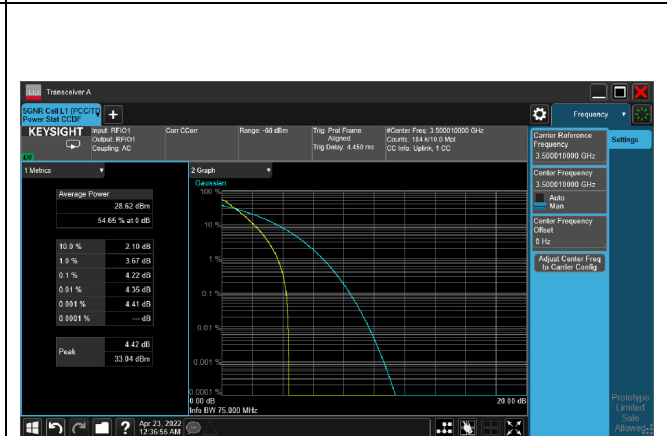 Transceiver A
5GNR Cell L1 (PCC/TD
Power Stat CCDF
Frequency
KEYSIGHT
Input: RFIO1
Output: RFIO1
Coupling: AC
Corr CCorr
Range: -60 dBm
Trig: Prot Frame
Aligned
Trig Delay: 4.450 ms
#Center Freq: 3.500010000 GHz
Counts: 184 k/10.0 Mpt
CC Info: Uplink, 1 CC
Carrier Reference
Frequency
3.500010000 GHz
Settings
Center Frequency
3.500010000 GHz
Auto
Man
Center Frequency
Offset
0 Hz
Adjust Center Freq
to Carrier Config
1 Metrics
Average Power
28.62 dBm
54.65 % at 0 dB
10.0 % 2.10 dB
1.0 % 3.67 dB
0.1 % 4.22 dB
0.01 % 4.35 dB
0.001 % 4.41 dB
0.0001 % --- dB
Peak
4.42 dB
33.04 dBm
2 Graph
Gaussian
100 %
10 %
1 %
0.1 %
0.01 %
0.001 %
0.0001 %
0.00 dB
20.00 dB
Info BW 75.000 MHz
Prototype
Limited
Sale
Allowed
Apr 23, 2022
12:36:55 AM